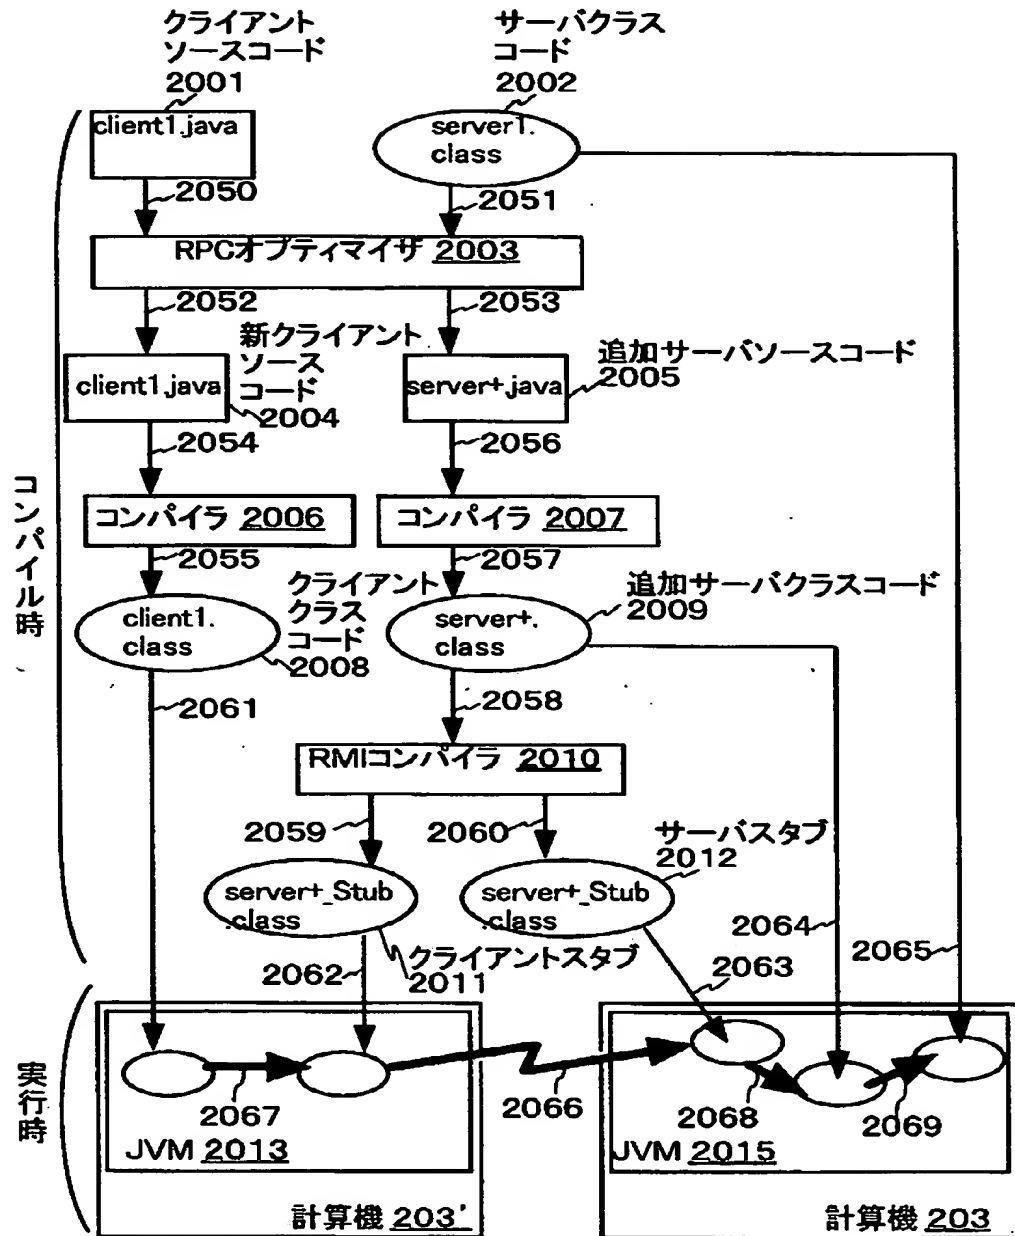 クライアント
ソースコード
2001
サーバクラス
コード
2002
client1.java
server1.
class
2050
2051
RPCオプティマイザ 2003
2052
2053
新クライアント
ソース
コード
2004
追加サーバソースコード
2005
client1.java
server+.java
2054
2056
コンパイル時
コンパイラ 2006
コンパイラ 2007
2055
2057
クライアント
クラス
コード
2008
追加サーバクラスコード
2009
client1.
class
server+.
class
2061
2058
RMIコンパイラ 2010
2059
2060
サーバスタブ
2012
server+_Stub
.class
server+_Stub
.class
2064
2065
2062
クライアントスタブ
2011
2063
実行時
2067
2066
2068
2069
JVM 2013
JVM 2015
計算機 203'
計算機 203